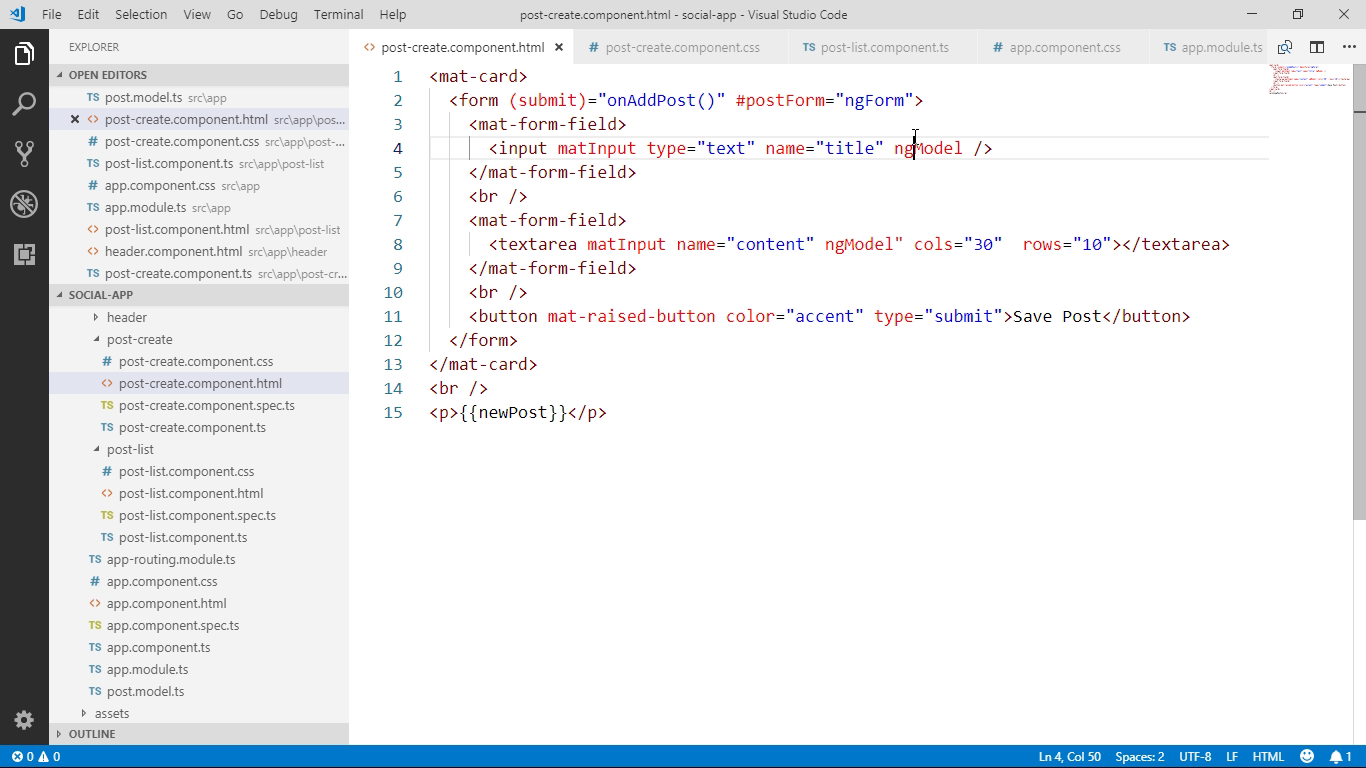 File Edit Selection View Go Debug Terminal Help post-create.component.html - social-app - Visual Studio Code
EXPLORER
OPEN EDITORS
TS post.model.ts src\app
<> post-create.component.html src\app\pos...
# post-create.component.css src\app\post-...
TS post-list.component.ts src\app\post-list
# app.component.css src\app
TS app.module.ts src\app
<> post-list.component.html src\app\post-list
<> header.component.html src\app\header
TS post-create.component.ts src\app\post-cr...
SOCIAL-APP
header
post-create
# post-create.component.css
<> post-create.component.html
TS post-create.component.spec.ts
TS post-create.component.ts
post-list
# post-list.component.css
<> post-list.component.html
TS post-list.component.spec.ts
TS post-list.component.ts
TS app-routing.module.ts
# app.component.css
<> app.component.html
TS app.component.spec.ts
TS app.component.ts
TS app.module.ts
TS post.model.ts
assets
OUTLINE
<> post-create.component.html # post-create.component.css TS post-list.component.ts # app.component.css TS app.module.ts
1 <mat-card>
2 <form (submit)="onAddPost()" #postForm="ngForm">
3 <mat-form-field>
4 <input matInput type="text" name="title" ngModel />
5 </mat-form-field>
6 <br />
7 <mat-form-field>
8 <textarea matInput name="content" ngModel" cols="30"  rows="10"></textarea>
9 </mat-form-field>
10 <br />
11 <button mat-raised-button color="accent" type="submit">Save Post</button>
12 </form>
13 </mat-card>
14 <br />
15 <p>{{newPost}}</p>
0 0 Ln 4, Col 50 Spaces: 2 UTF-8 LF HTML 1